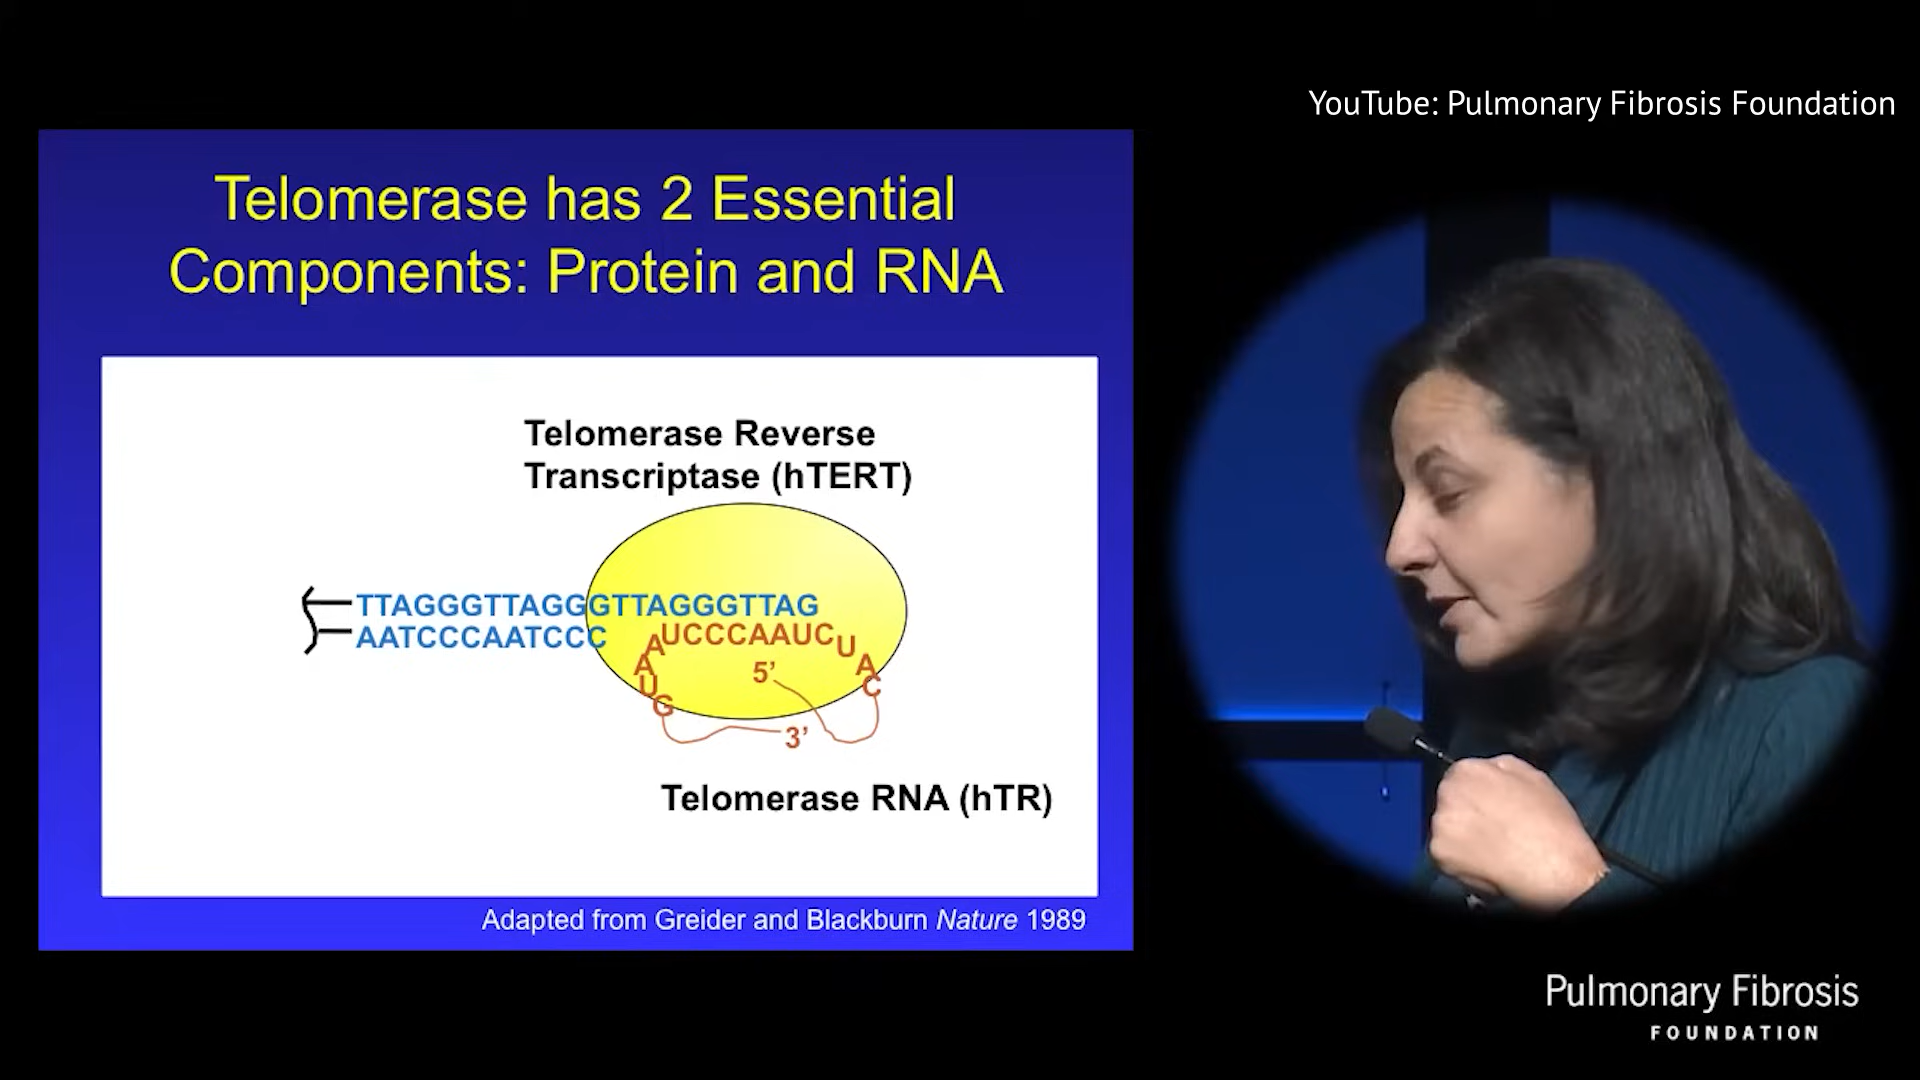 YouTube: Pulmonary Fibrosis Foundation
Telomerase has 2 Essential
Components: Protein and RNA
Telomerase Reverse
Transcriptase (hTERT)
TTAGGGTTAGGGTTAGGGTTAG
AATCCCAATCCC
AUCCCAAUCU
A
A
U
C
G
5’
3’
Telomerase RNA (hTR)
Adapted from Greider and Blackburn Nature 1989
Pulmonary Fibrosis
FOUNDATION